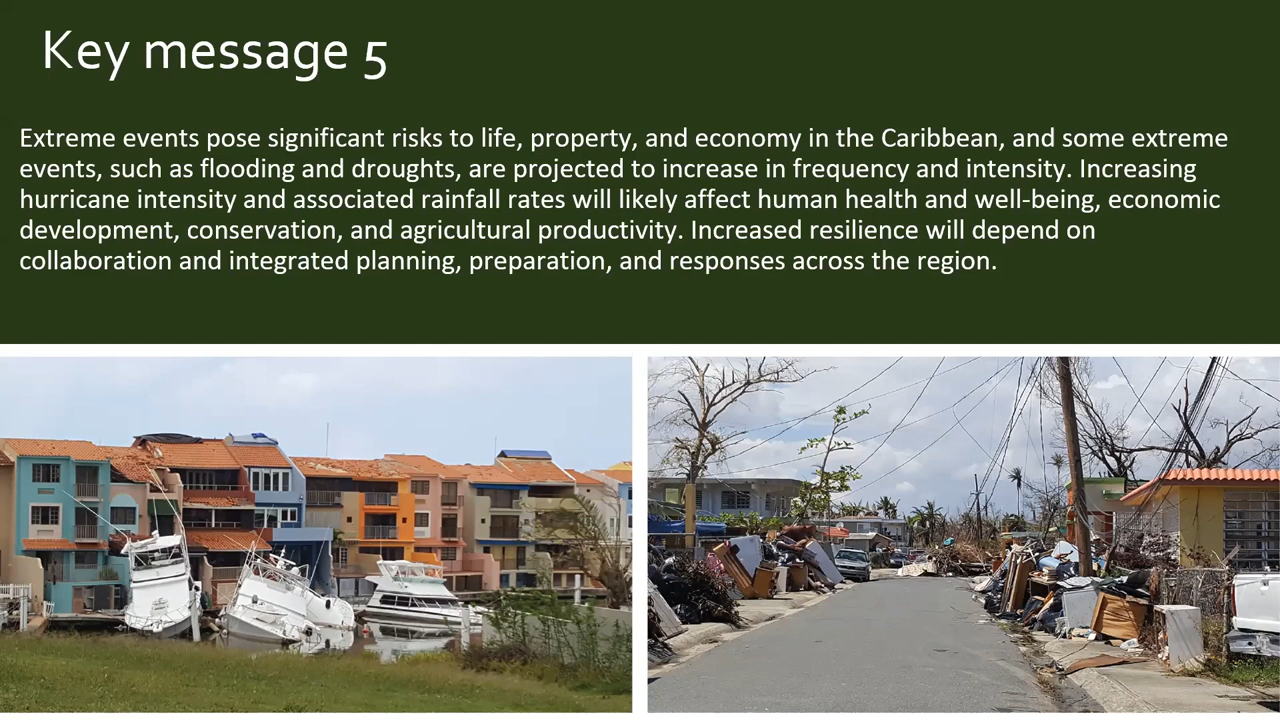 Key message 5
Extreme events pose significant risks to life, property, and economy in the Caribbean, and some extreme
events, such as flooding and droughts, are projected to increase in frequency and intensity. Increasing
hurricane intensity and associated rainfall rates will likely affect human health and well-being, economic
development, conservation, and agricultural productivity. Increased resilience will depend on
collaboration and integrated planning, preparation, and responses across the region.